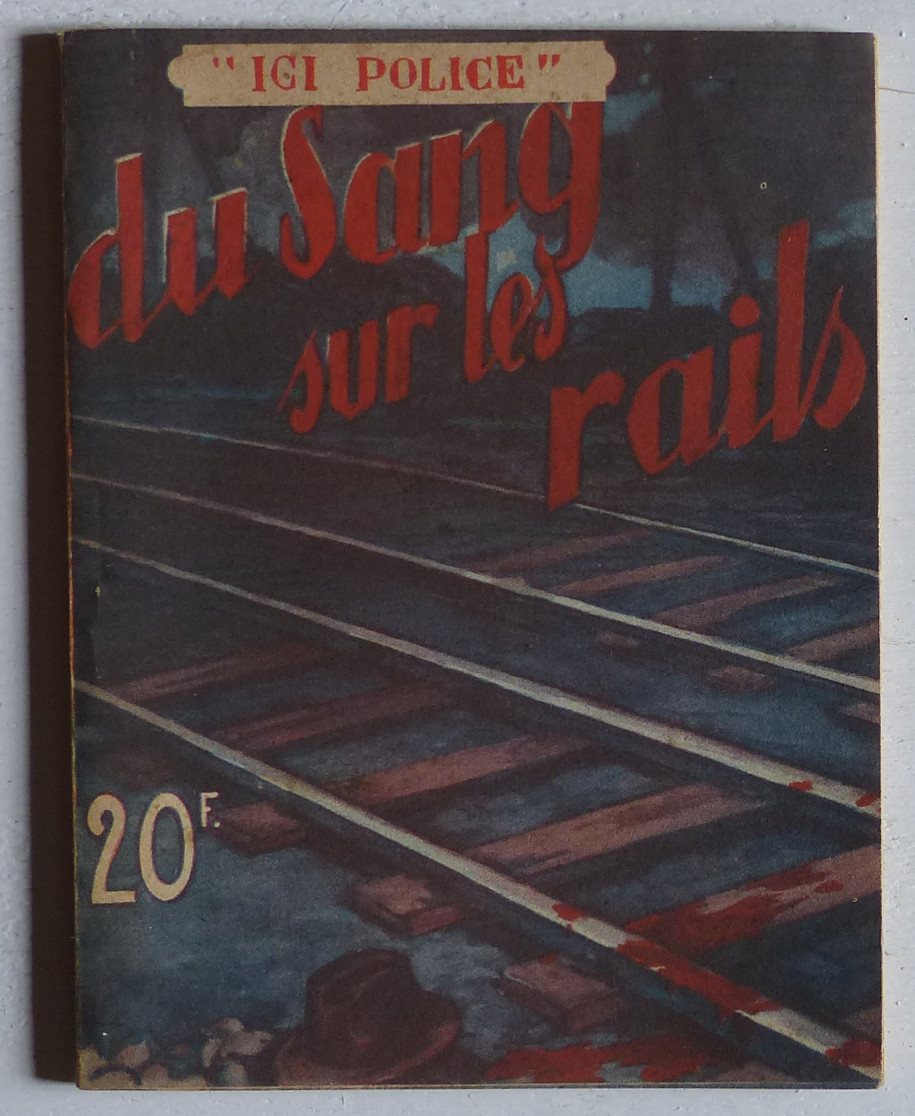 "ICI POLICE"
du Sang
sur les
rails
20F.